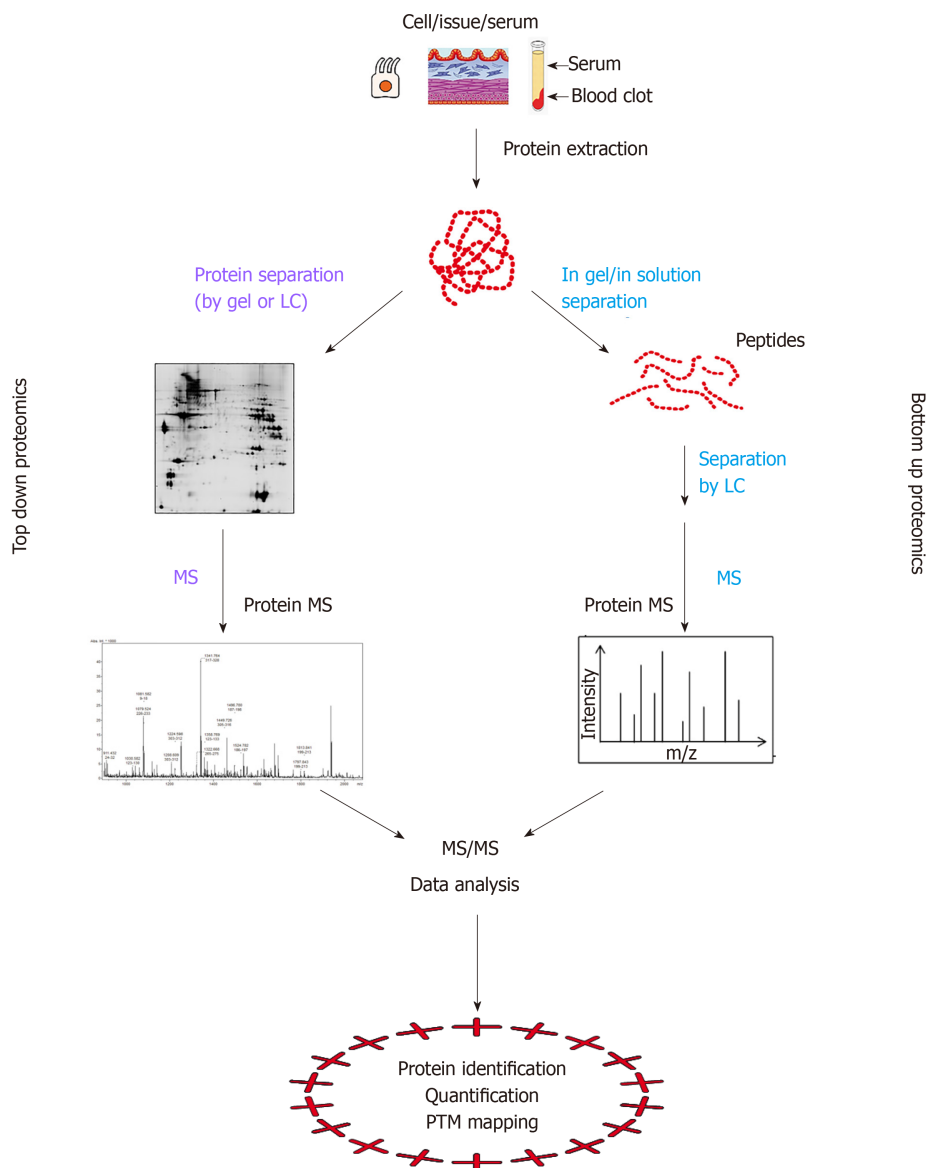 Cell/issue/serum
Serum
Blood clot
Protein extraction
Protein separation
(by gel or LC)
In gel/in solution
separation
Peptides
Top down proteomics
Bottom up proteomics
Separation
by LC
MS
Protein MS
MS
Protein MS
Intensity
m/z
MS/MS
Data analysis
Protein identification
Quantification
PTM mapping